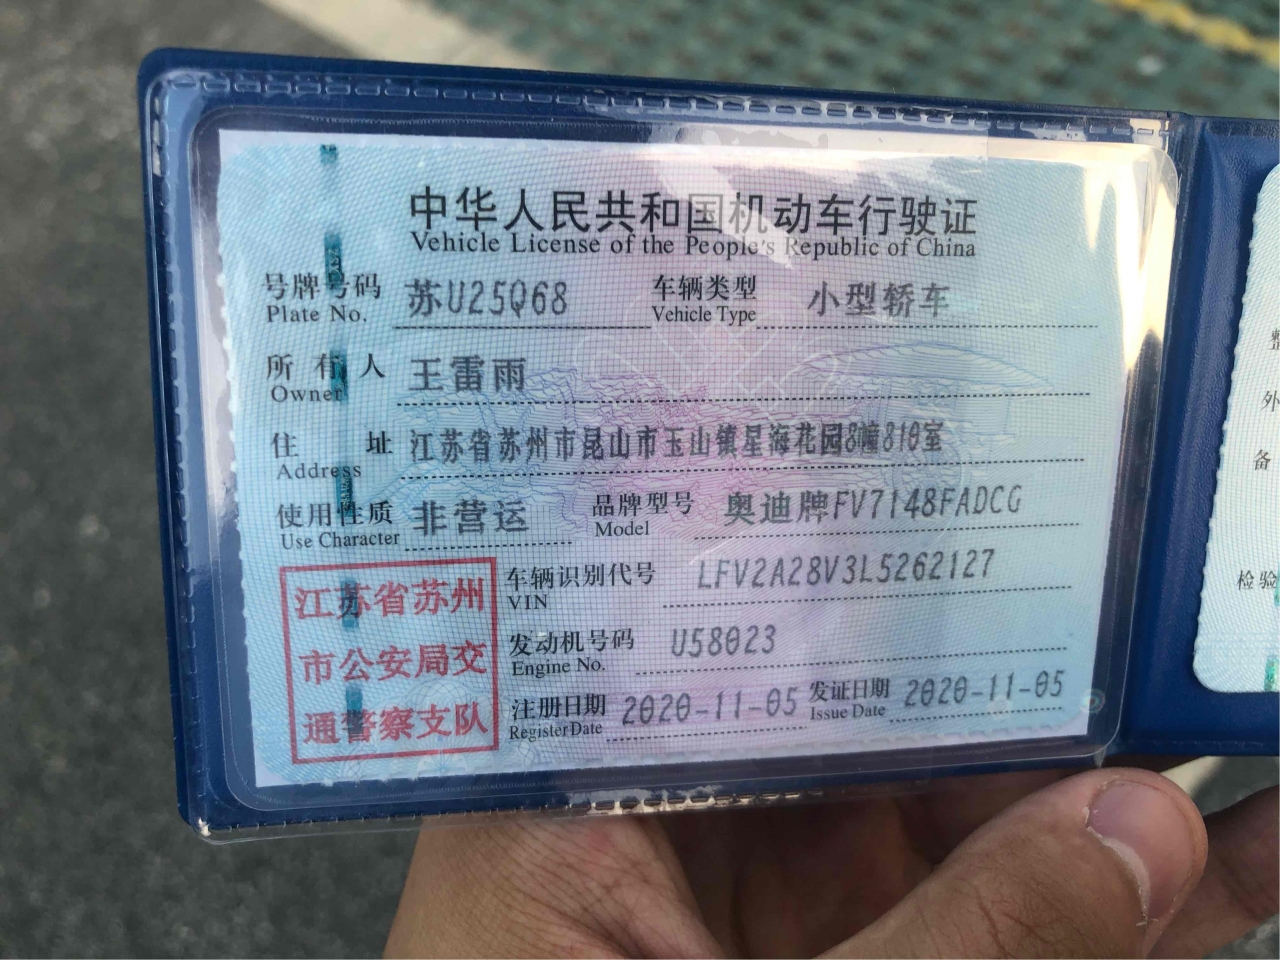 中华人民共和国机动车行驶证
Vehicle License of the People's Republic of China
号牌号码 苏U25Q68 车辆类型 小型轿车
Plate No. Vehicle Type
所有人 王雷雨
Owner
住址 江苏省苏州市昆山市玉山镇星海花园8幢810室
Address
使用性质 非营运 品牌型号 奥迪牌FV7148FADCG
Use Character Model
江苏省苏州
市公安局交
通警察支队
车辆识别代号 LFV2A28V3L5262127
VIN
发动机号码 U58023
Engine No.
注册日期 2020-11-05 发证日期 2020-11-05
Register Date Issue Date
整
外
备
检验